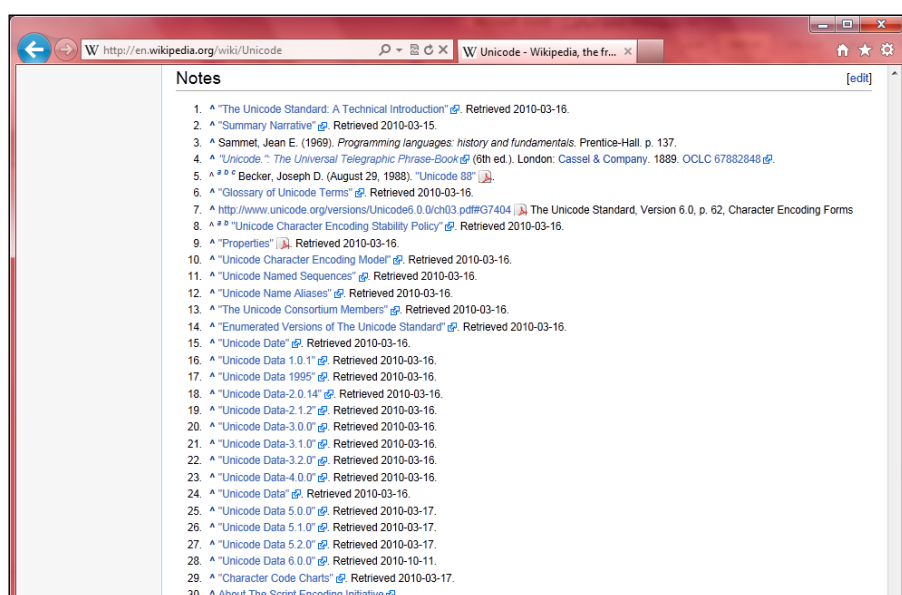 http://en.wikipedia.org/wiki/Unicode
W Unicode - Wikipedia, the fr...
Notes [edit]
1. ^ "The Unicode Standard: A Technical Introduction". Retrieved 2010-03-16.
2. ^ "Summary Narrative". Retrieved 2010-03-15.
3. ^ Sammet, Jean E. (1969). Programming languages: history and fundamentals. Prentice-Hall. p. 137.
4. ^ "Unicode.": The Universal Telegraphic Phrase-Book (6th ed.). London: Cassel & Company. 1889. OCLC 67882848.
5. ^ a b c Becker, Joseph D. (August 29, 1988). "Unicode 88".
6. ^ "Glossary of Unicode Terms". Retrieved 2010-03-16.
7. ^ http://www.unicode.org/versions/Unicode6.0.0/ch03.pdf#G7404 The Unicode Standard, Version 6.0, p. 62, Character Encoding Forms
8. ^ a b "Unicode Character Encoding Stability Policy". Retrieved 2010-03-16.
9. ^ "Properties". Retrieved 2010-03-16.
10. ^ "Unicode Character Encoding Model". Retrieved 2010-03-16.
11. ^ "Unicode Named Sequences". Retrieved 2010-03-16.
12. ^ "Unicode Name Aliases". Retrieved 2010-03-16.
13. ^ "The Unicode Consortium Members". Retrieved 2010-03-16.
14. ^ "Enumerated Versions of The Unicode Standard". Retrieved 2010-03-16.
15. ^ "Unicode Date". Retrieved 2010-03-16.
16. ^ "Unicode Data 1.0.1". Retrieved 2010-03-16.
17. ^ "Unicode Data 1995". Retrieved 2010-03-16.
18. ^ "Unicode Data-2.0.14". Retrieved 2010-03-16.
19. ^ "Unicode Data-2.1.2". Retrieved 2010-03-16.
20. ^ "Unicode Data-3.0.0". Retrieved 2010-03-16.
21. ^ "Unicode Data-3.1.0". Retrieved 2010-03-16.
22. ^ "Unicode Data-3.2.0". Retrieved 2010-03-16.
23. ^ "Unicode Data-4.0.0". Retrieved 2010-03-16.
24. ^ "Unicode Data". Retrieved 2010-03-16.
25. ^ "Unicode Data 5.0.0". Retrieved 2010-03-17.
26. ^ "Unicode Data 5.1.0". Retrieved 2010-03-17.
27. ^ "Unicode Data 5.2.0". Retrieved 2010-03-17.
28. ^ "Unicode Data 6.0.0". Retrieved 2010-10-11.
29. ^ "Character Code Charts". Retrieved 2010-03-17.
30. ^ About The Script Encoding Initiative